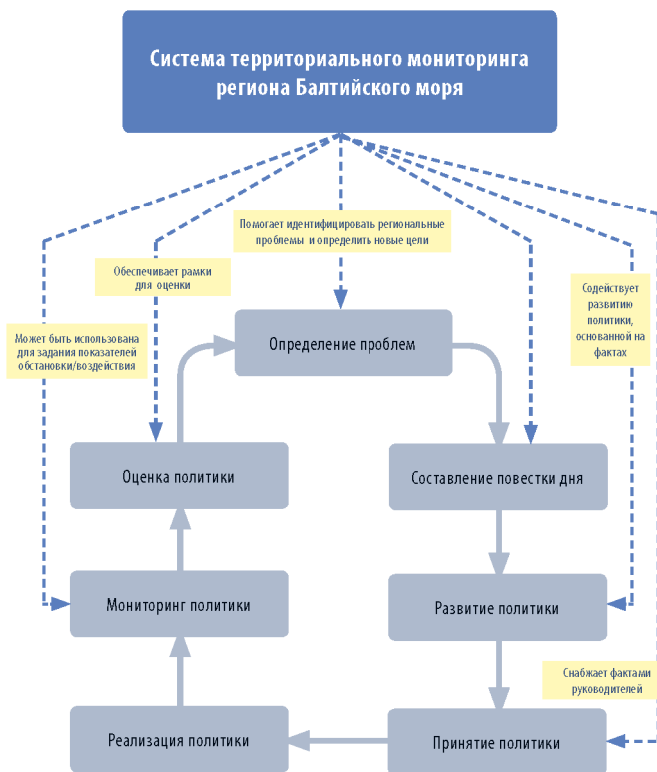 Система территориального мониторинга
региона Балтийского моря
Помогает идентифицировать региональные
проблемы и определить новые цели
Обеспечивает рамки
для оценки
Содействует
развитию
политики,
основанной на
фактах
Может быть использована
для задания показателей
обстановки/воздействия
Определение проблем
Оценка политики
Составление повестки дня
Мониторинг политики
Развитие политики
Снабжает фактами
руководителей
Реализация политики
Принятие политики